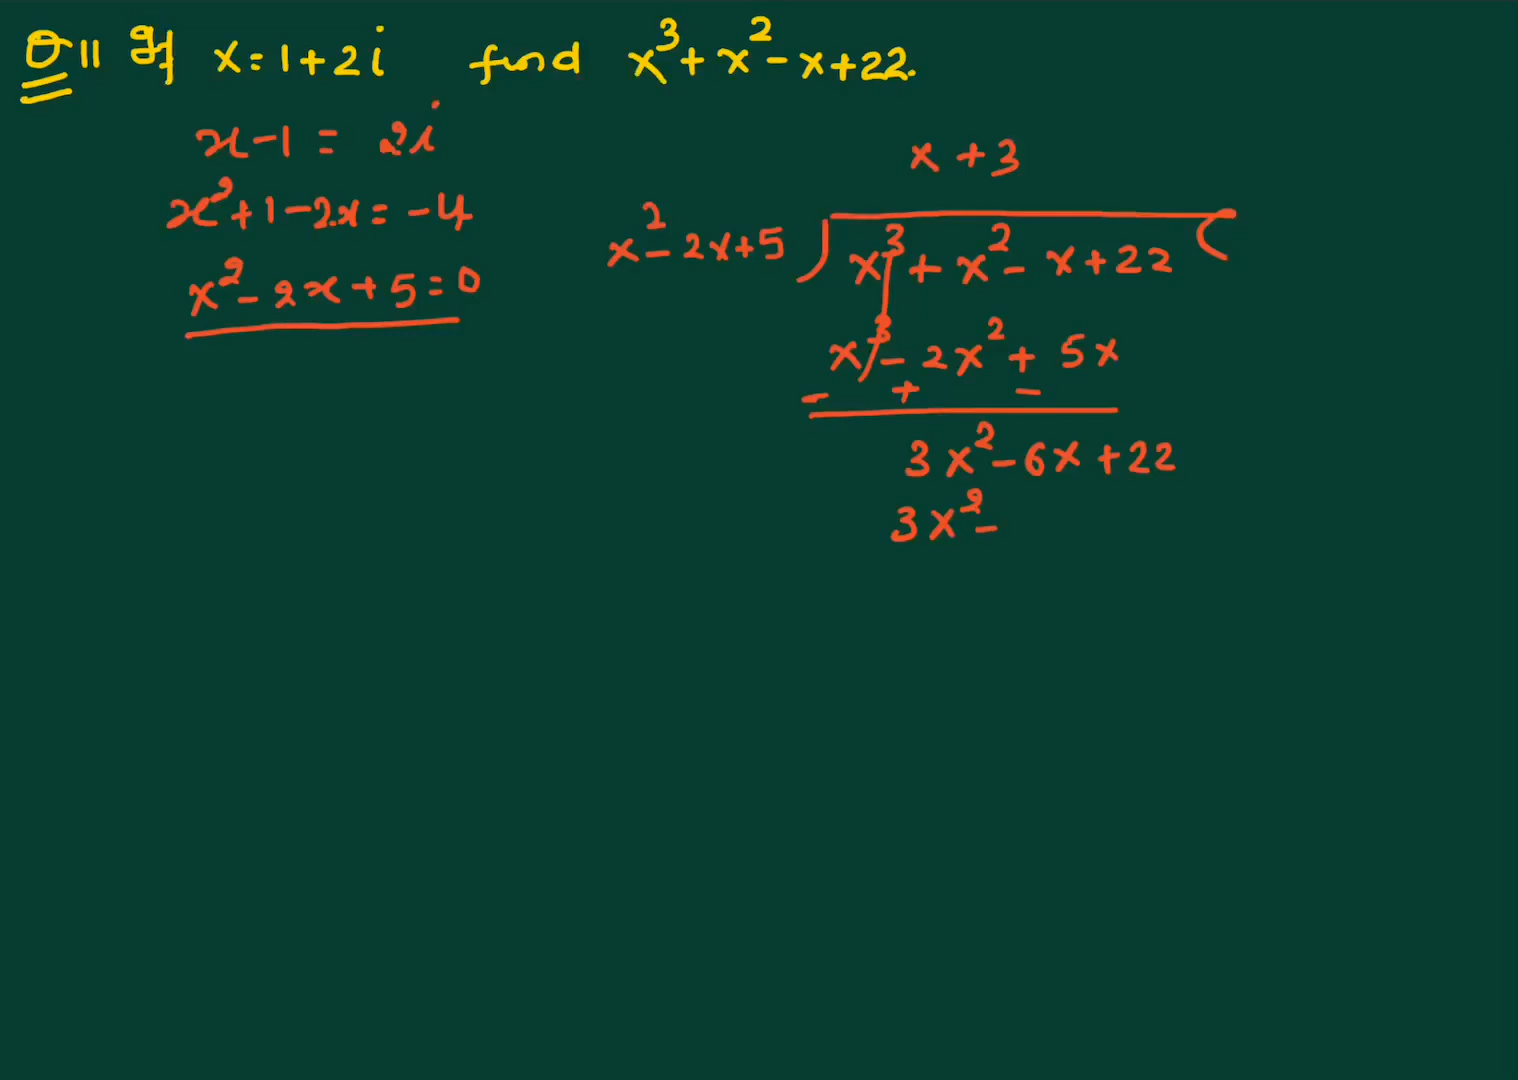 Q11 If x=1+2i find x³+x²-x+22.
x-1 = 2i
x²+1-2x=-4
x²-2x+5=0
x+3
x²-2x+5)x³+x²-x+22(
x³-2x²+5x
- + -
3x²-6x+22
3x²-